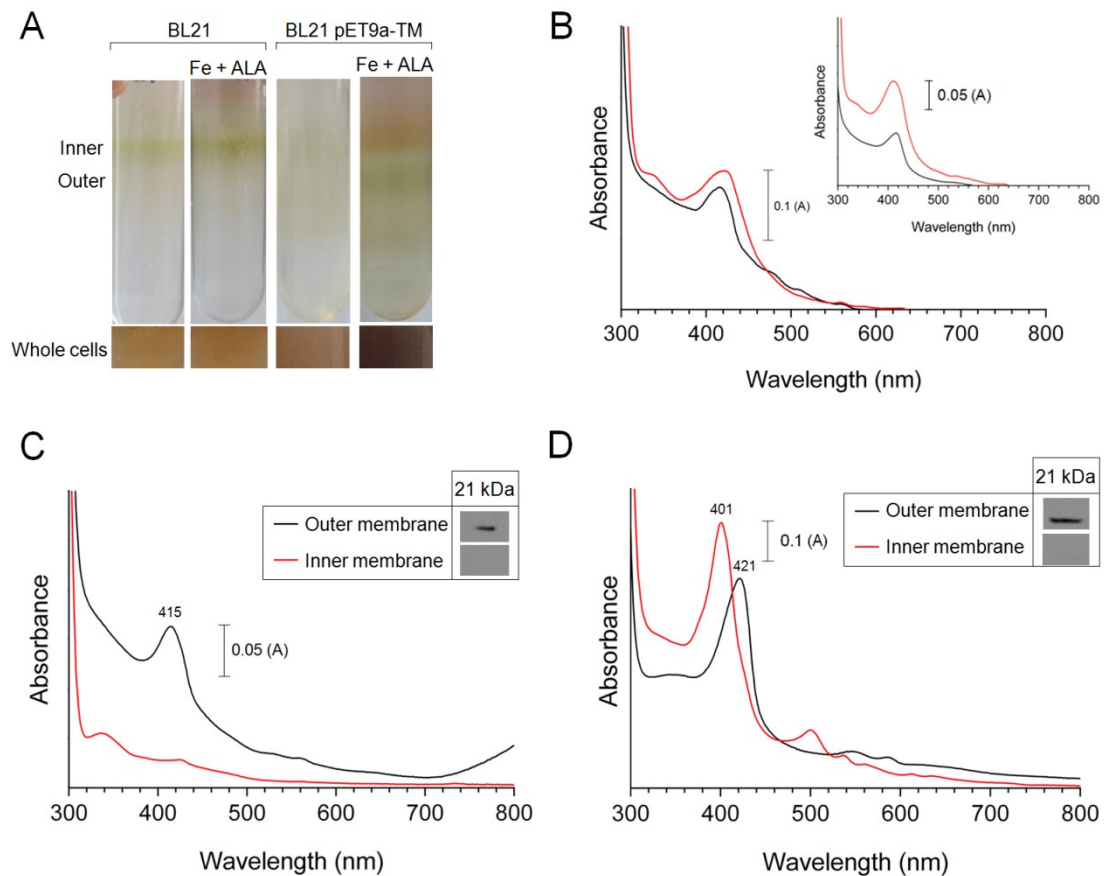 A
BL21
BL21 pET9a-TM
Fe + ALA
Fe + ALA
Inner
Outer
Whole cells
B
Absorbance
0.1 (A)
300 400 500 600 700 800
Wavelength (nm)
Absorbance
0.05 (A)
300 400 500 600 700 800
Wavelength (nm)
C
21 kDa
Outer membrane
Inner membrane
415
0.05 (A)
Absorbance
300 400 500 600 700 800
Wavelength (nm)
D
21 kDa
Outer membrane
Inner membrane
401
0.1 (A)
421
Absorbance
300 400 500 600 700 800
Wavelength (nm)